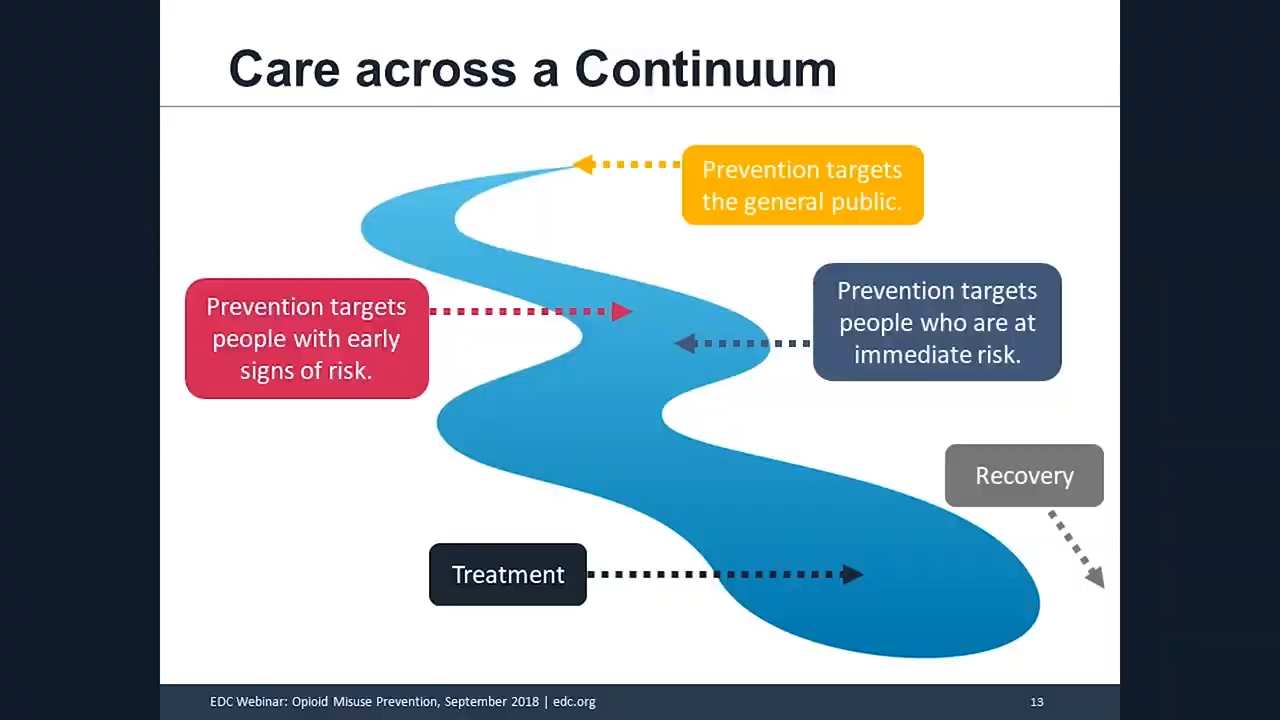 Care across a Continuum
Prevention targets
the general public.
Prevention targets
people with early
signs of risk.
Prevention targets
people who are at
immediate risk.
Recovery
Treatment
EDC Webinar: Opioid Misuse Prevention, September 2018 | edc.org
13